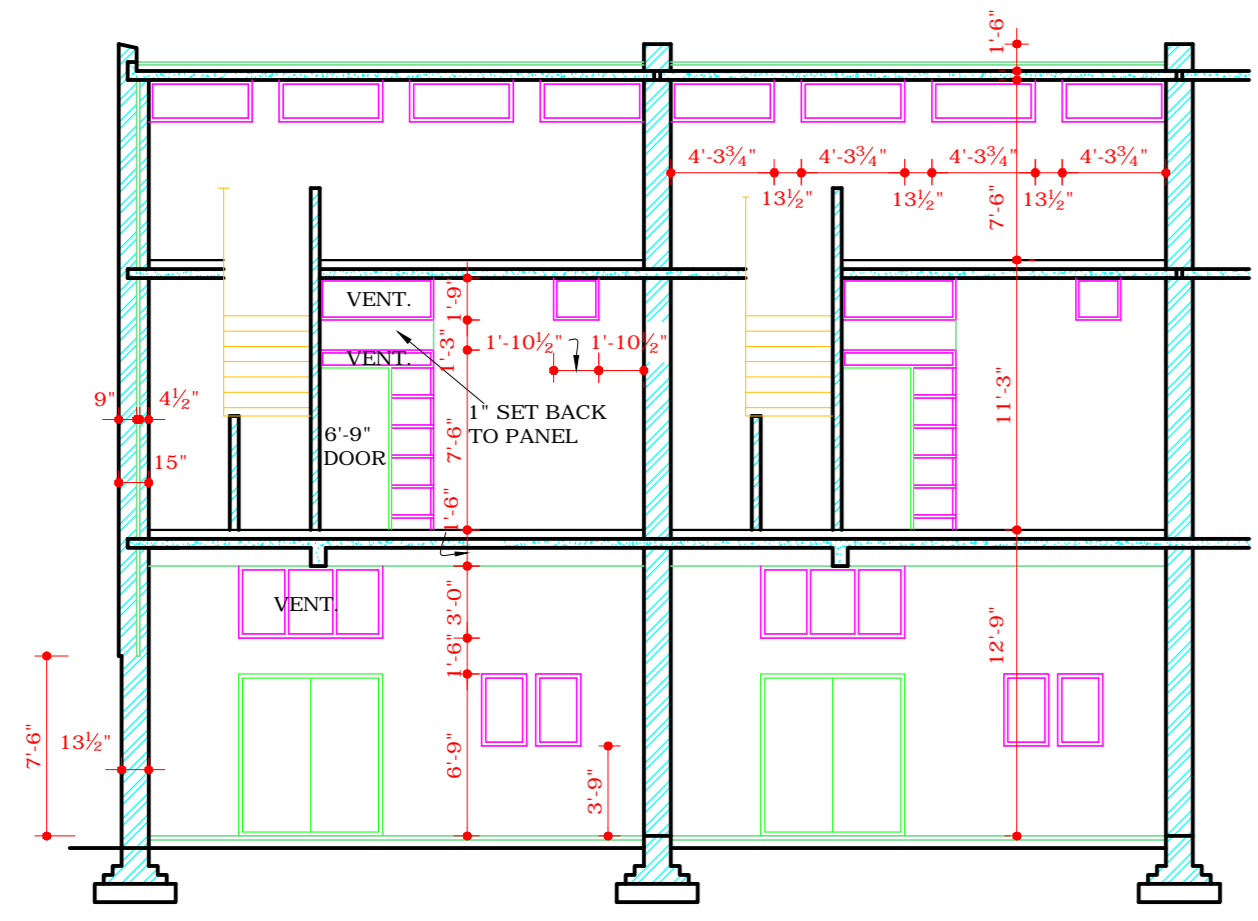 1'-6"
4'-3¾" 4'-3¾" 4'-3¾" 4'-3¾"
13½" 13½" 13½"
7'-6"
VENT.
1'-9"
1'-3"
VENT.
1'-10½" 1'-10½"
9" 4½"
1" SET BACK
TO PANEL
11'-3"
6'-9"
DOOR
7'-6"
15"
1'-6"
VENT.
3'-0"
12'-9"
1'-6"
7'-6"
13½"
6'-9"
3'-9"